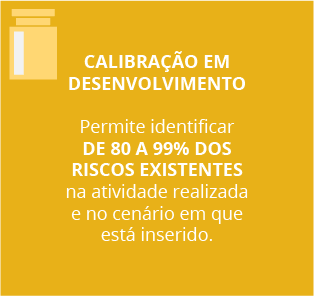 CALIBRAÇÃO EM
DESENVOLVIMENTO
Permite identificar
DE 80 A 99% DOS
RISCOS EXISTENTES
na atividade realizada
e no cenário em que
está inserido.